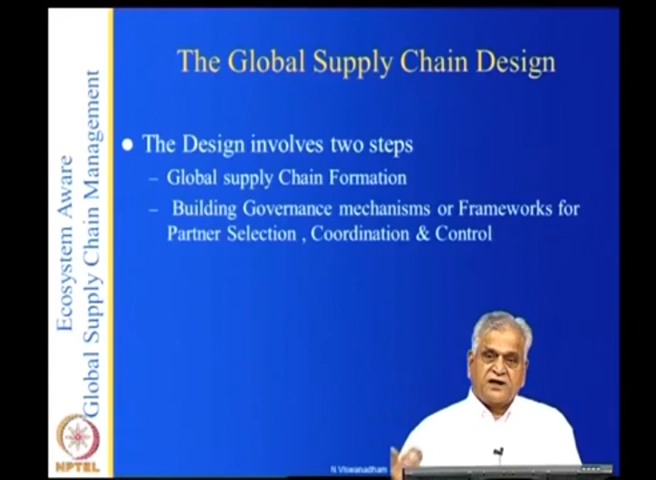 The Global Supply Chain Design
The Design involves two steps
– Global supply Chain Formation
– Building Governance mechanisms or Frameworks for
Partner Selection , Coordination & Control
Ecosystem Aware
Global Supply Chain Management
NPTEL
N Viswanadham